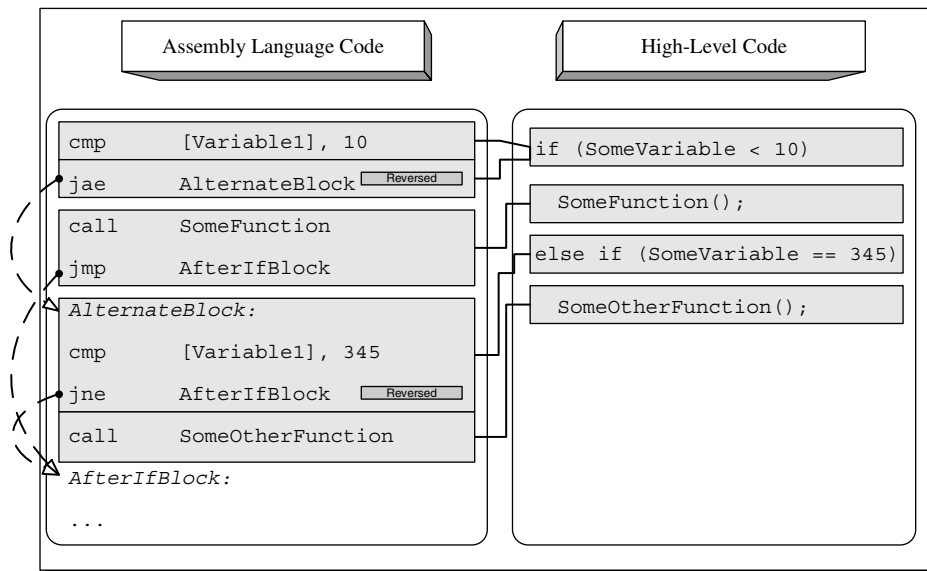 Assembly Language Code
cmp [Variable1], 10
jae AlternateBlock Reversed
call SomeFunction
jmp AfterIfBlock
AlternateBlock:
cmp [Variable1], 345
jne AfterIfBlock Reversed
call SomeOtherFunction
AfterIfBlock:
...
High-Level Code
if (SomeVariable < 10)
SomeFunction();
else if (SomeVariable == 345)
SomeOtherFunction();